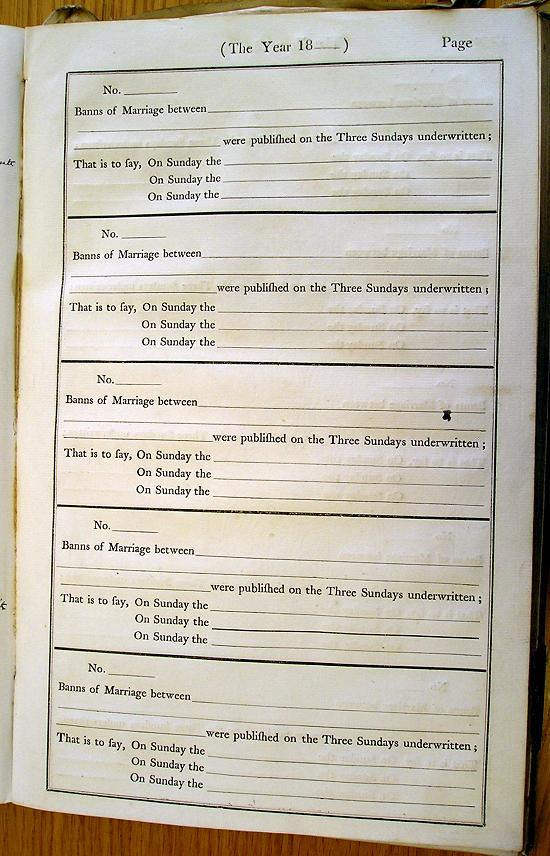 (The Year 18___) Page
No. ______
Banns of Marriage between
were publiſhed on the Three Sundays underwritten;
That is to ſay, On Sunday the
On Sunday the
On Sunday the
No. ______
Banns of Marriage between
were publiſhed on the Three Sundays underwritten;
That is to ſay, On Sunday the
On Sunday the
On Sunday the
No. ______
Banns of Marriage between
were publiſhed on the Three Sundays underwritten;
That is to ſay, On Sunday the
On Sunday the
On Sunday the
No. ______
Banns of Marriage between
were publiſhed on the Three Sundays underwritten;
That is to ſay, On Sunday the
On Sunday the
On Sunday the
No. ______
Banns of Marriage between
were publiſhed on the Three Sundays underwritten;
That is to ſay, On Sunday the
On Sunday the
On Sunday the